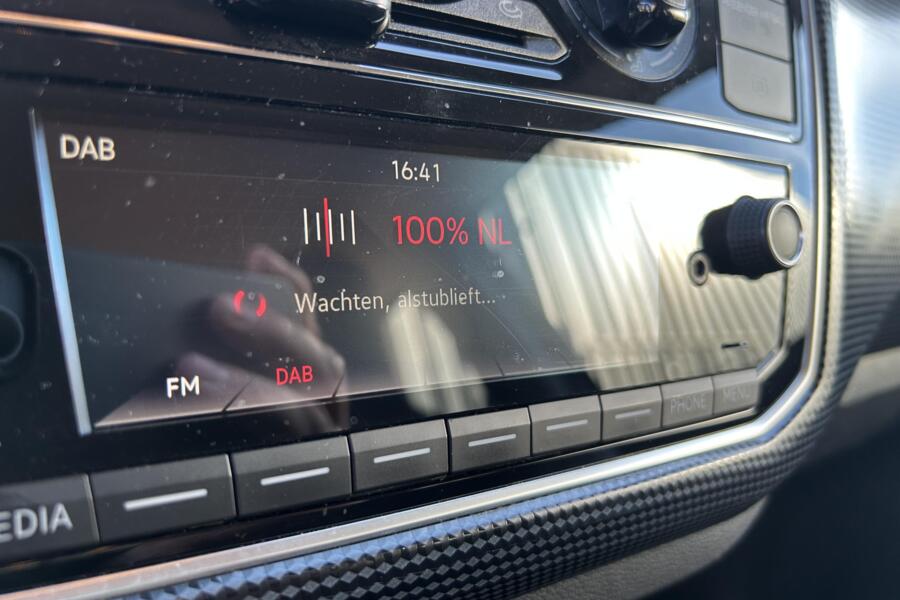 DAB
16:41
100% NL
Wachten, alstublieft...
FM
DAB
EDIA
PHONE
MENU